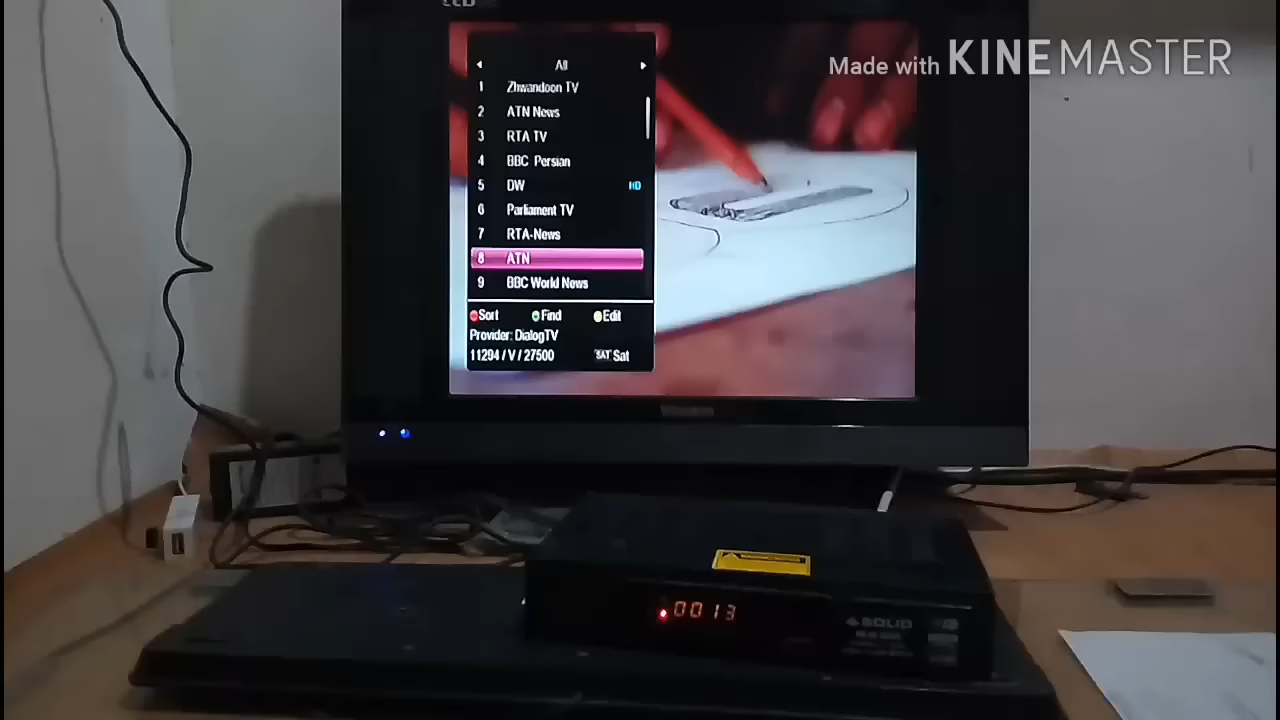 LCD
Made with KINEMASTER
All
1 Zhwandoon TV
2 ATN News
3 RTA TV
4 BBC Persian
5 DW HD
6 Parliament TV
7 RTA-News
8 ATN
9 BBC World News
Sort Find Edit
Provider: DialogTV
11294 / V / 27500 SAT Sat
0013
SOLID